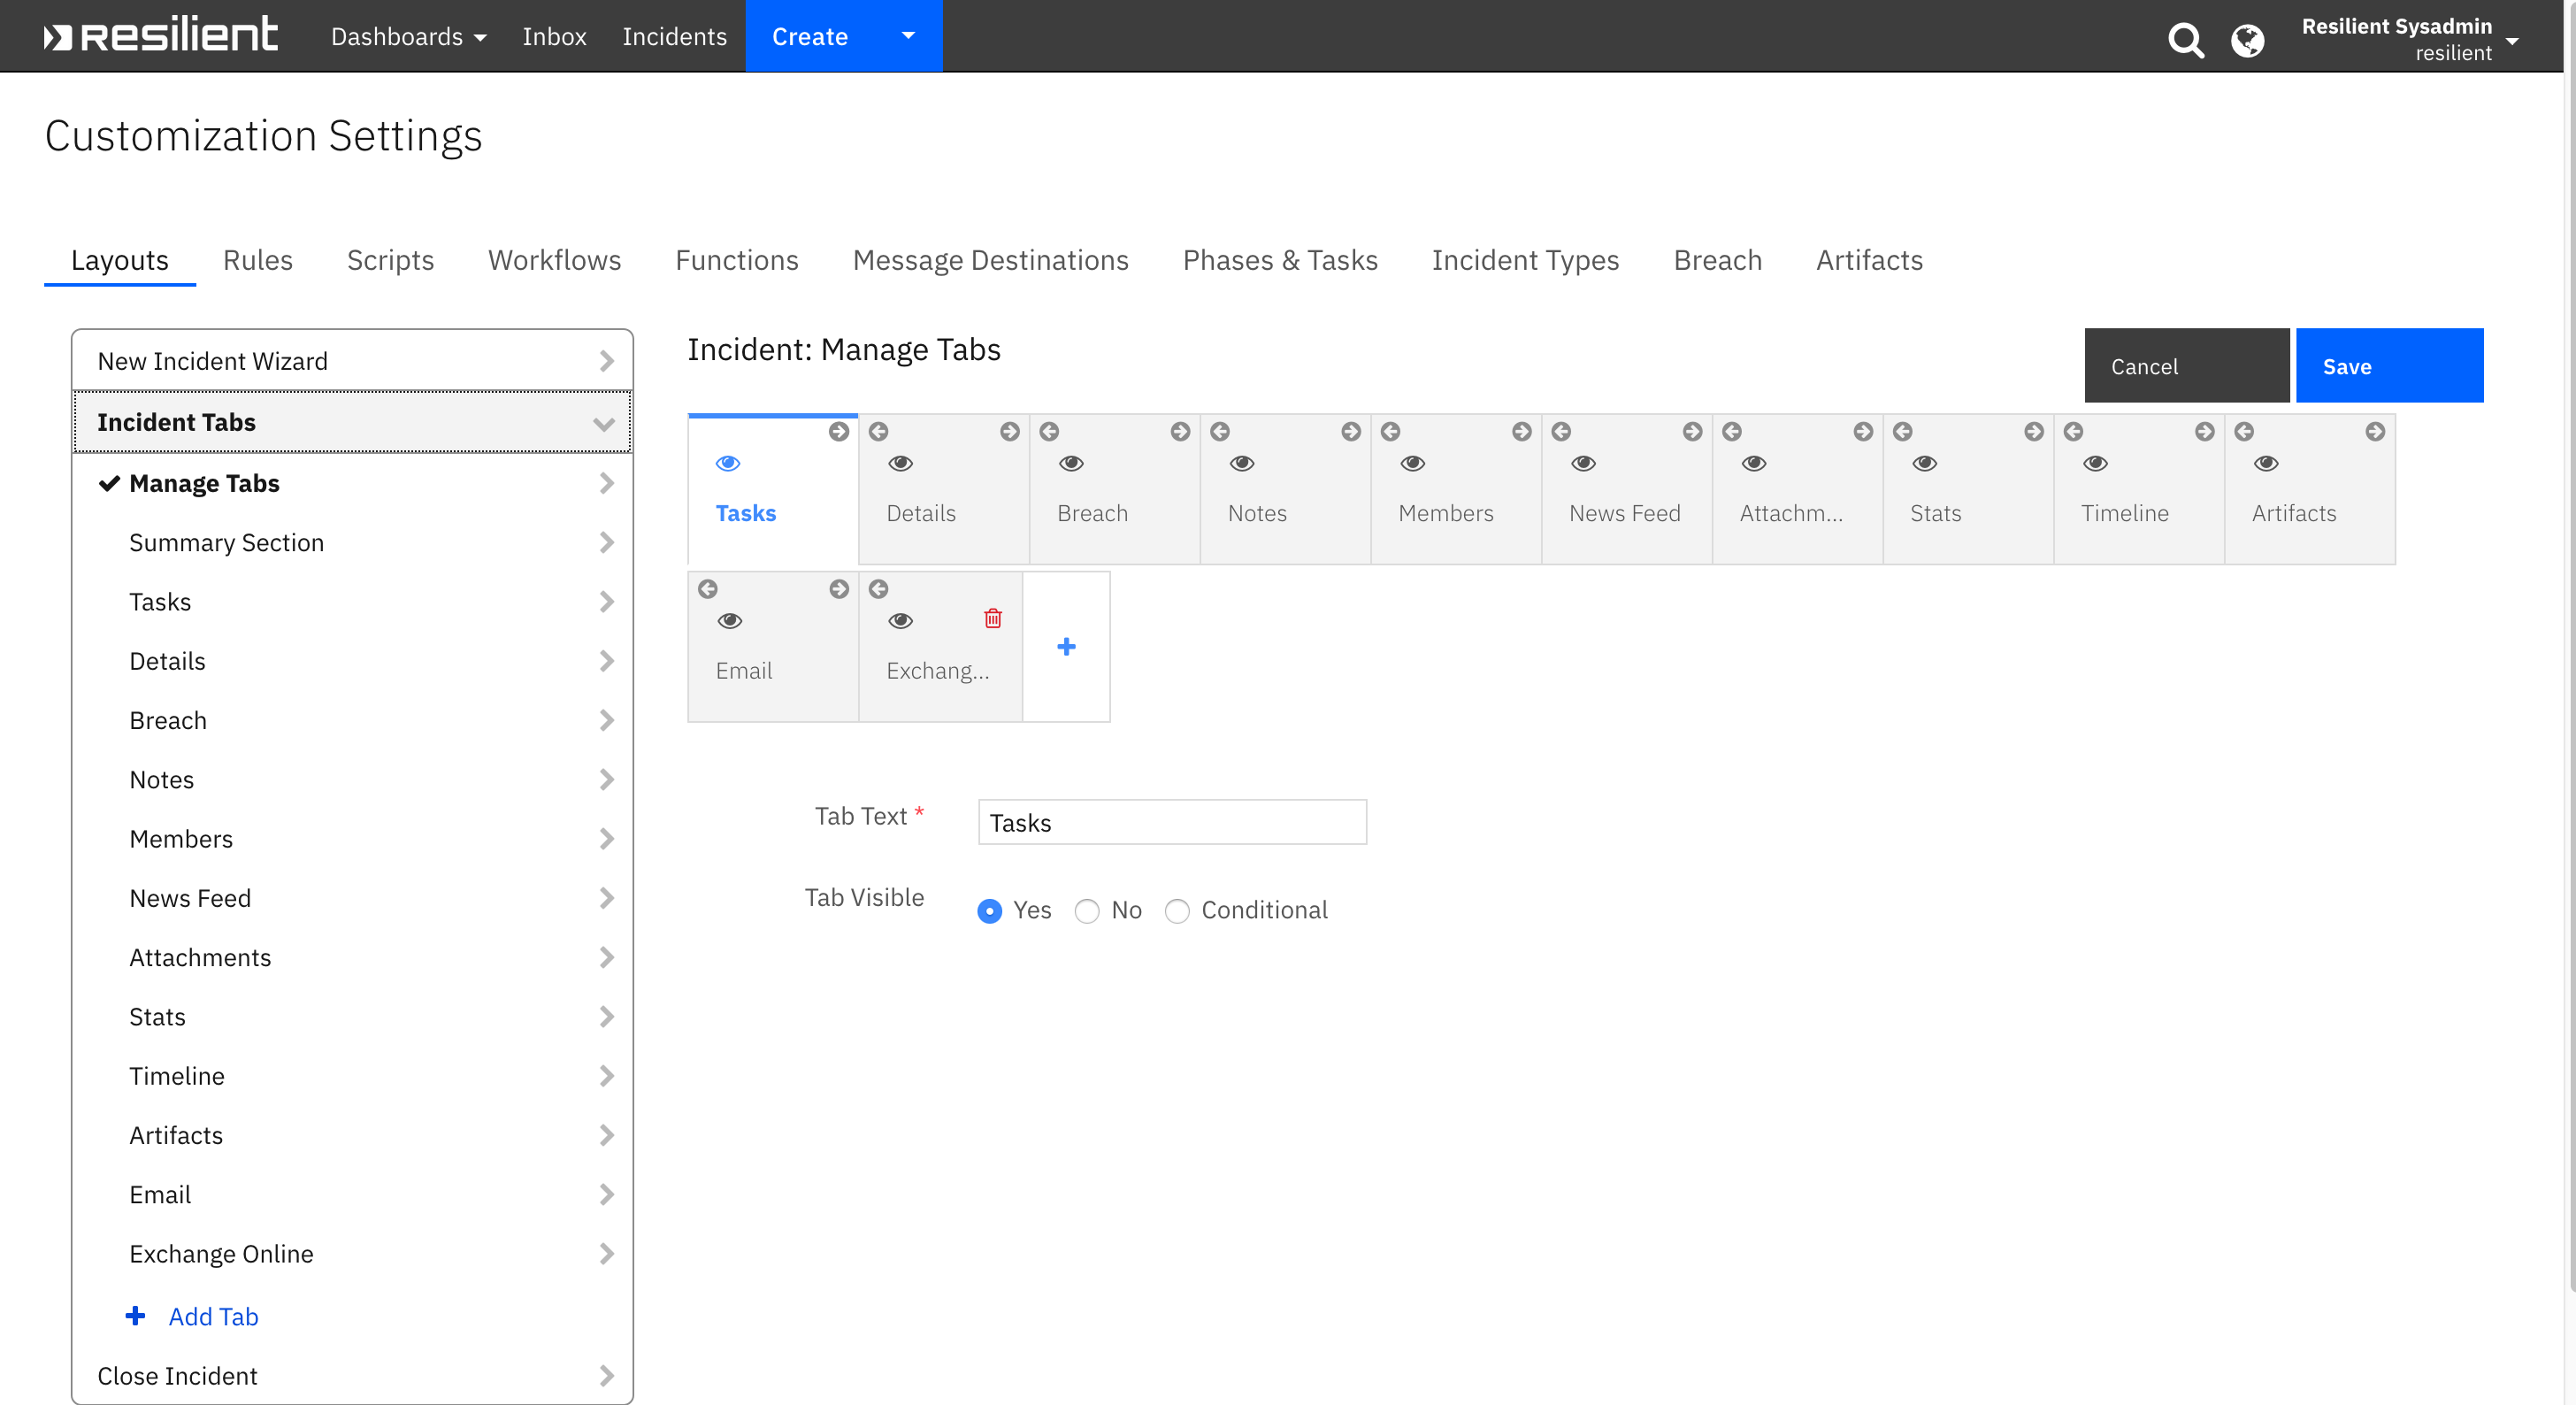 resilient Dashboards Inbox Incidents Create Resilient Sysadmin
resilient
Customization Settings
Layouts Rules Scripts Workflows Functions Message Destinations Phases & Tasks Incident Types Breach Artifacts
New Incident Wizard
Incident Tabs
Manage Tabs
Summary Section
Tasks
Details
Breach
Notes
Members
News Feed
Attachments
Stats
Timeline
Artifacts
Email
Exchange Online
Add Tab
Close Incident
Incident: Manage Tabs
Cancel Save
Tasks Details Breach Notes Members News Feed Attachm... Stats Timeline Artifacts
Email Exchang...
Tab Text * Tasks
Tab Visible Yes No Conditional